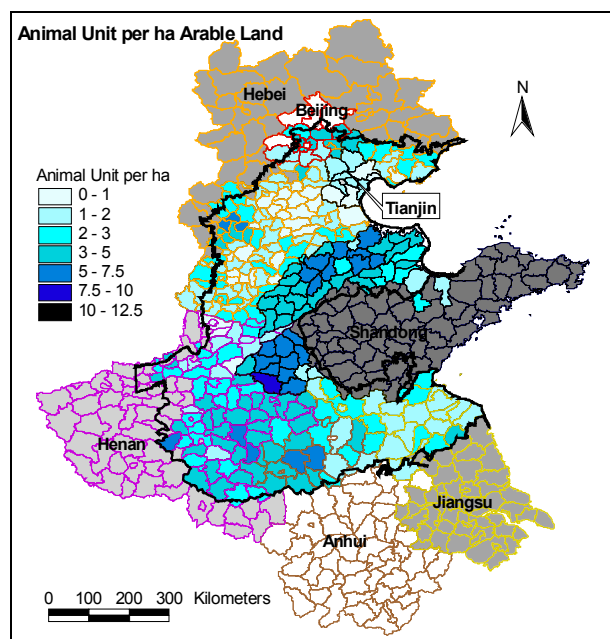 Animal Unit per ha Arable Land
N
Hebei
Beijing
Animal Unit per ha
0 - 1
1 - 2
2 - 3
3 - 5
5 - 7.5
7.5 - 10
10 - 12.5
Tianjin
Shandong
Henan
Jiangsu
Anhui
0 100 200 300 Kilometers